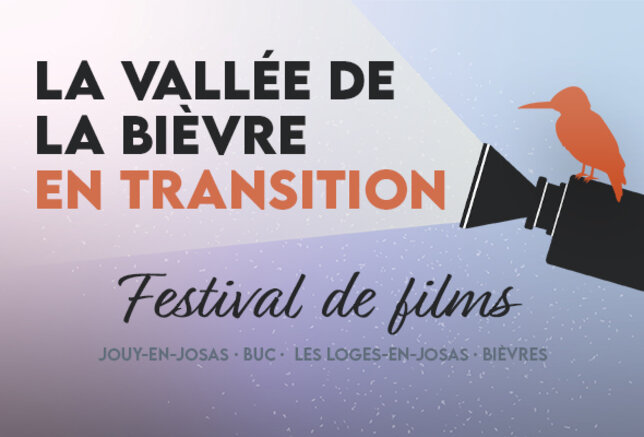 LA VALLÉE DE
LA BIÈVRE
EN TRANSITION
Festival de films
JOUY-EN-JOSAS · BUC · LES LOGES-EN-JOSAS · BIÈVRES